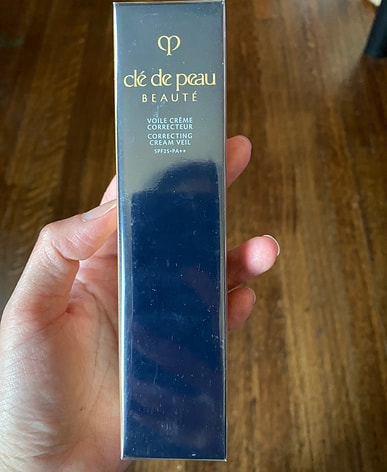 clé de peau
BEAUTÉ
VOILE CRÈME
CORRECTEUR
CORRECTING
CREAM VEIL
SPF25•PA++